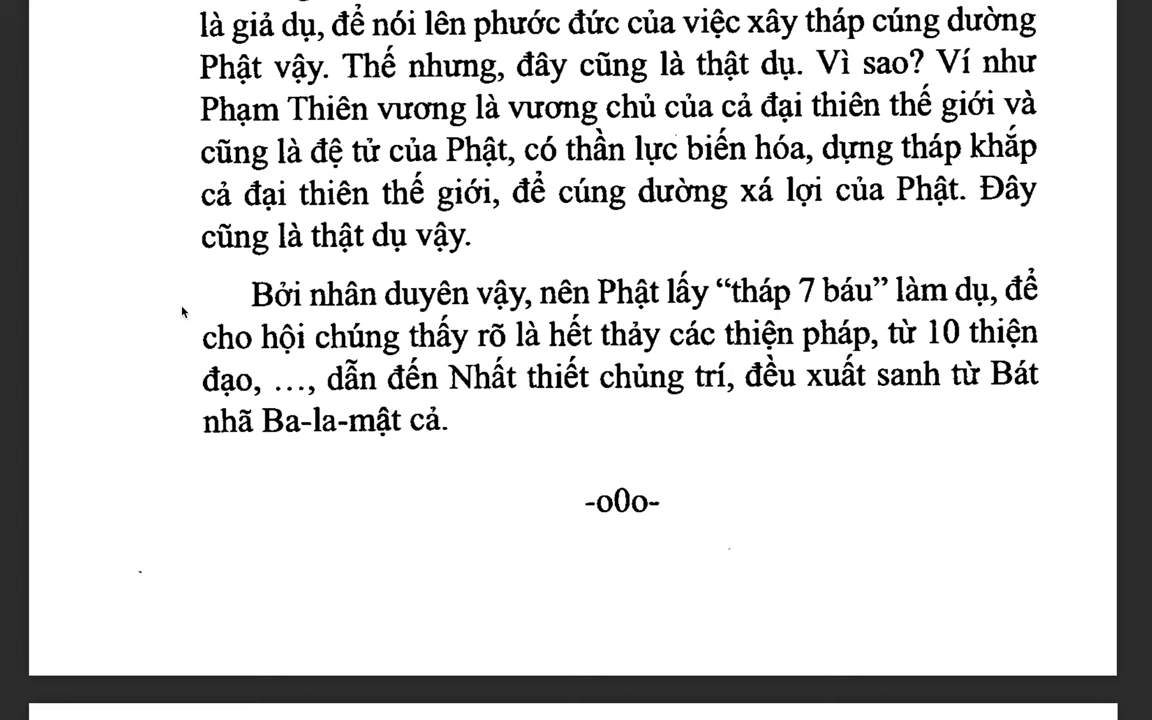 là giả dụ, để nói lên phước đức của việc xây tháp cúng dường
Phật vậy. Thế nhưng, đây cũng là thật dụ. Vì sao? Ví như
Phạm Thiên vương là vương chủ của cả đại thiên thế giới và
cũng là đệ tử của Phật, có thần lực biến hóa, dựng tháp khắp
cả đại thiên thế giới, để cúng dường xá lợi của Phật. Đây
cũng là thật dụ vậy.
Bởi nhân duyên vậy, nên Phật lấy “tháp 7 báu” làm dụ, để
cho hội chúng thấy rõ là hết thảy các thiện pháp, từ 10 thiện
đạo, …, dẫn đến Nhất thiết chủng trí, đều xuất sanh từ Bát
nhã Ba-la-mật cả.
-o0o-